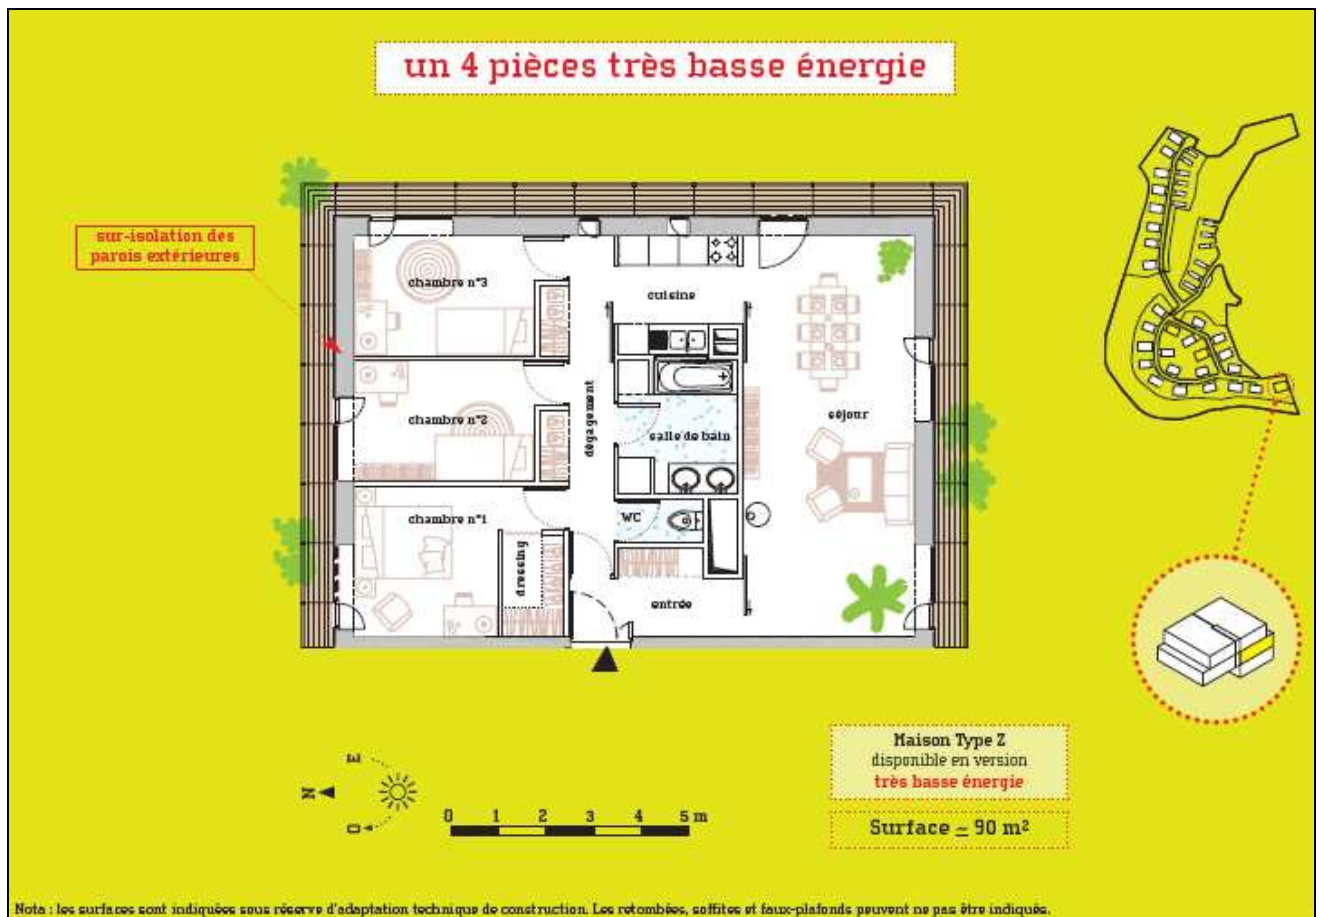 un 4 pièces très basse énergie
sur-isolation des
parois extérieures
chambre n°3
cuisine
chambre n°2
dégagement
salle de bain
séjour
chambre n°1
dressing
WC
entrée
E
N
O
0 1 2 3 4 5 m
Maison Type Z
disponible en version
très basse énergie
Surface ≃ 90 m²
Nota : les surfaces sont indiquées sous réserve d'adaptation technique de construction. Les retombées, soffites et faux-plafonds peuvent ne pas être indiqués.